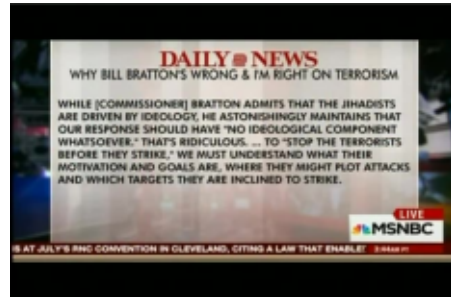 DAILY NEWS
WHY BILL BRATTON'S WRONG & I'M RIGHT ON TERRORISM
WHILE [COMMISSIONER] BRATTON ADMITS THAT THE JIHADISTS
ARE DRIVEN BY IDEOLOGY, HE ASTONISHINGLY MAINTAINS THAT
OUR RESPONSE SHOULD HAVE "NO IDEOLOGICAL COMPONENT
WHATSOEVER." THAT'S RIDICULOUS. ... TO "STOP THE TERRORISTS
BEFORE THEY STRIKE," WE MUST UNDERSTAND WHAT THEIR
MOTIVATION AND GOALS ARE, WHERE THEY MIGHT PLOT ATTACKS
AND WHICH TARGETS THEY ARE INCLINED TO STRIKE.
LIVE
MSNBC
S AT JULY'S RNC CONVENTION IN CLEVELAND, CITING A LAW THAT ENABLE